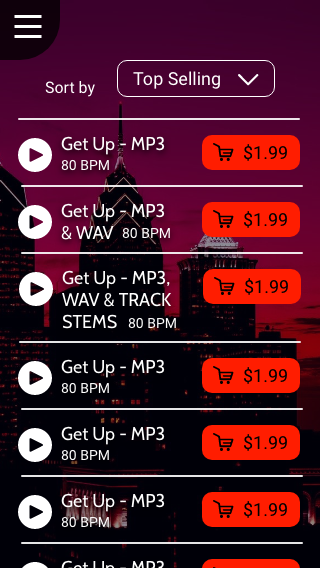 Sort by
Top Selling
Get Up - MP3
80 BPM
$1.99
Get Up - MP3
& WAV 80 BPM
$1.99
Get Up - MP3,
WAV & TRACK
STEMS 80 BPM
$1.99
Get Up - MP3
80 BPM
$1.99
Get Up - MP3
80 BPM
$1.99
Get Up - MP3
80 BPM
$1.99
Get Up - MP3